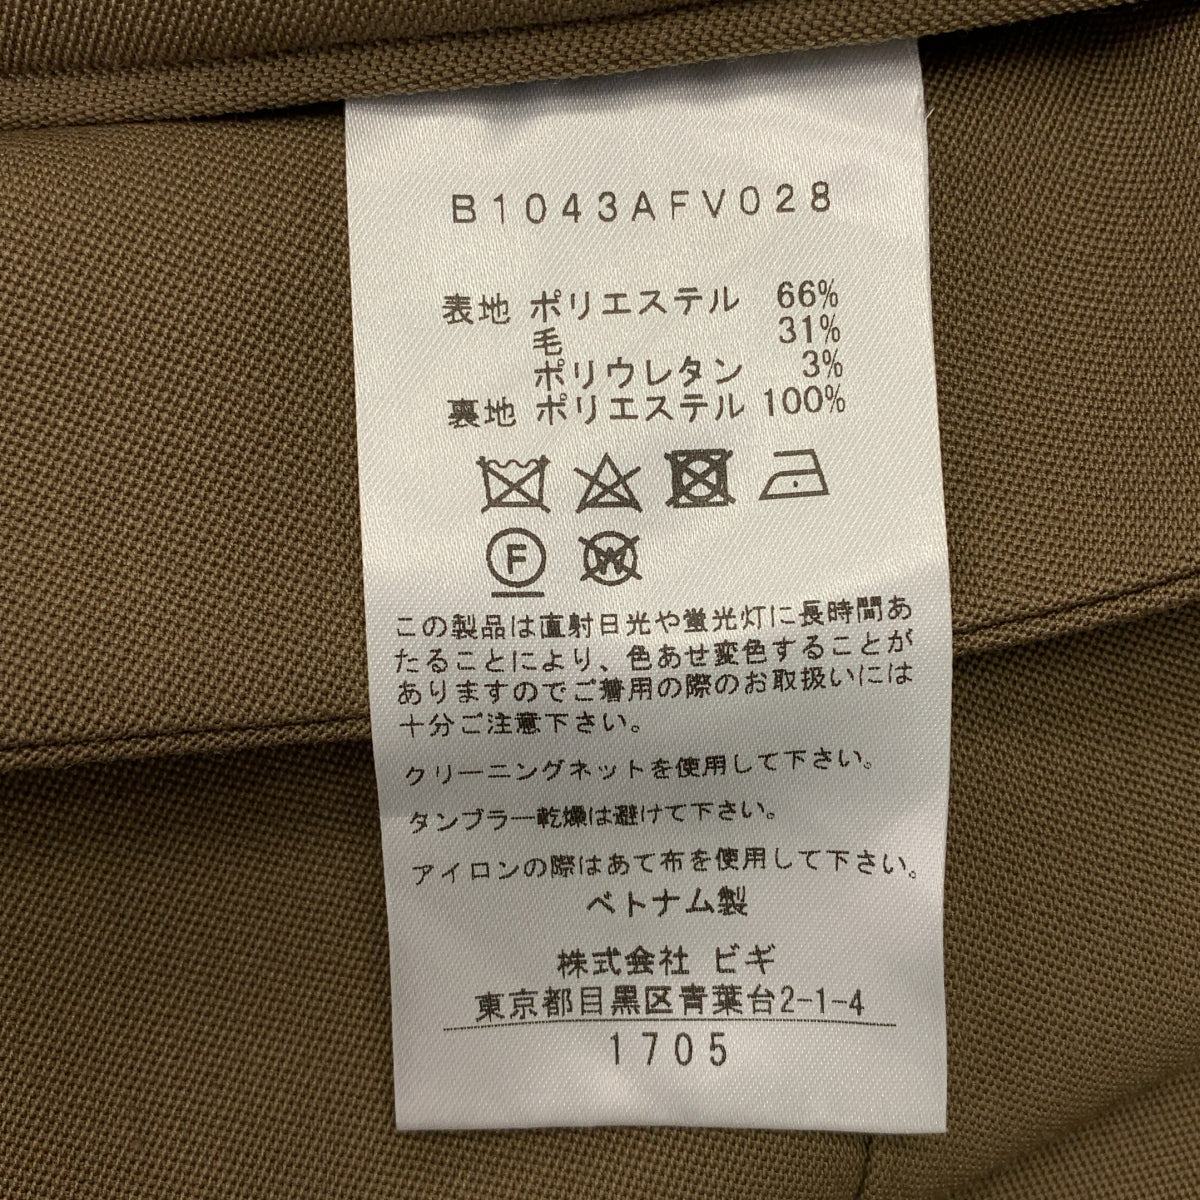 B1043AFV028
表地 ポリエステル 66%
毛 31%
ポリウレタン 3%
裏地 ポリエステル 100%
F
W
この製品は直射日光や蛍光灯に長時間あ
たることにより、色あせ変色することが
ありますのでご着用の際のお取扱いには
十分ご注意下さい。
クリーニングネットを使用して下さい。
タンブラー乾燥は避けて下さい。
アイロンの際はあて布を使用して下さい。
ベトナム製
株式会社 ビギ
東京都目黒区青葉台2-1-4
1705